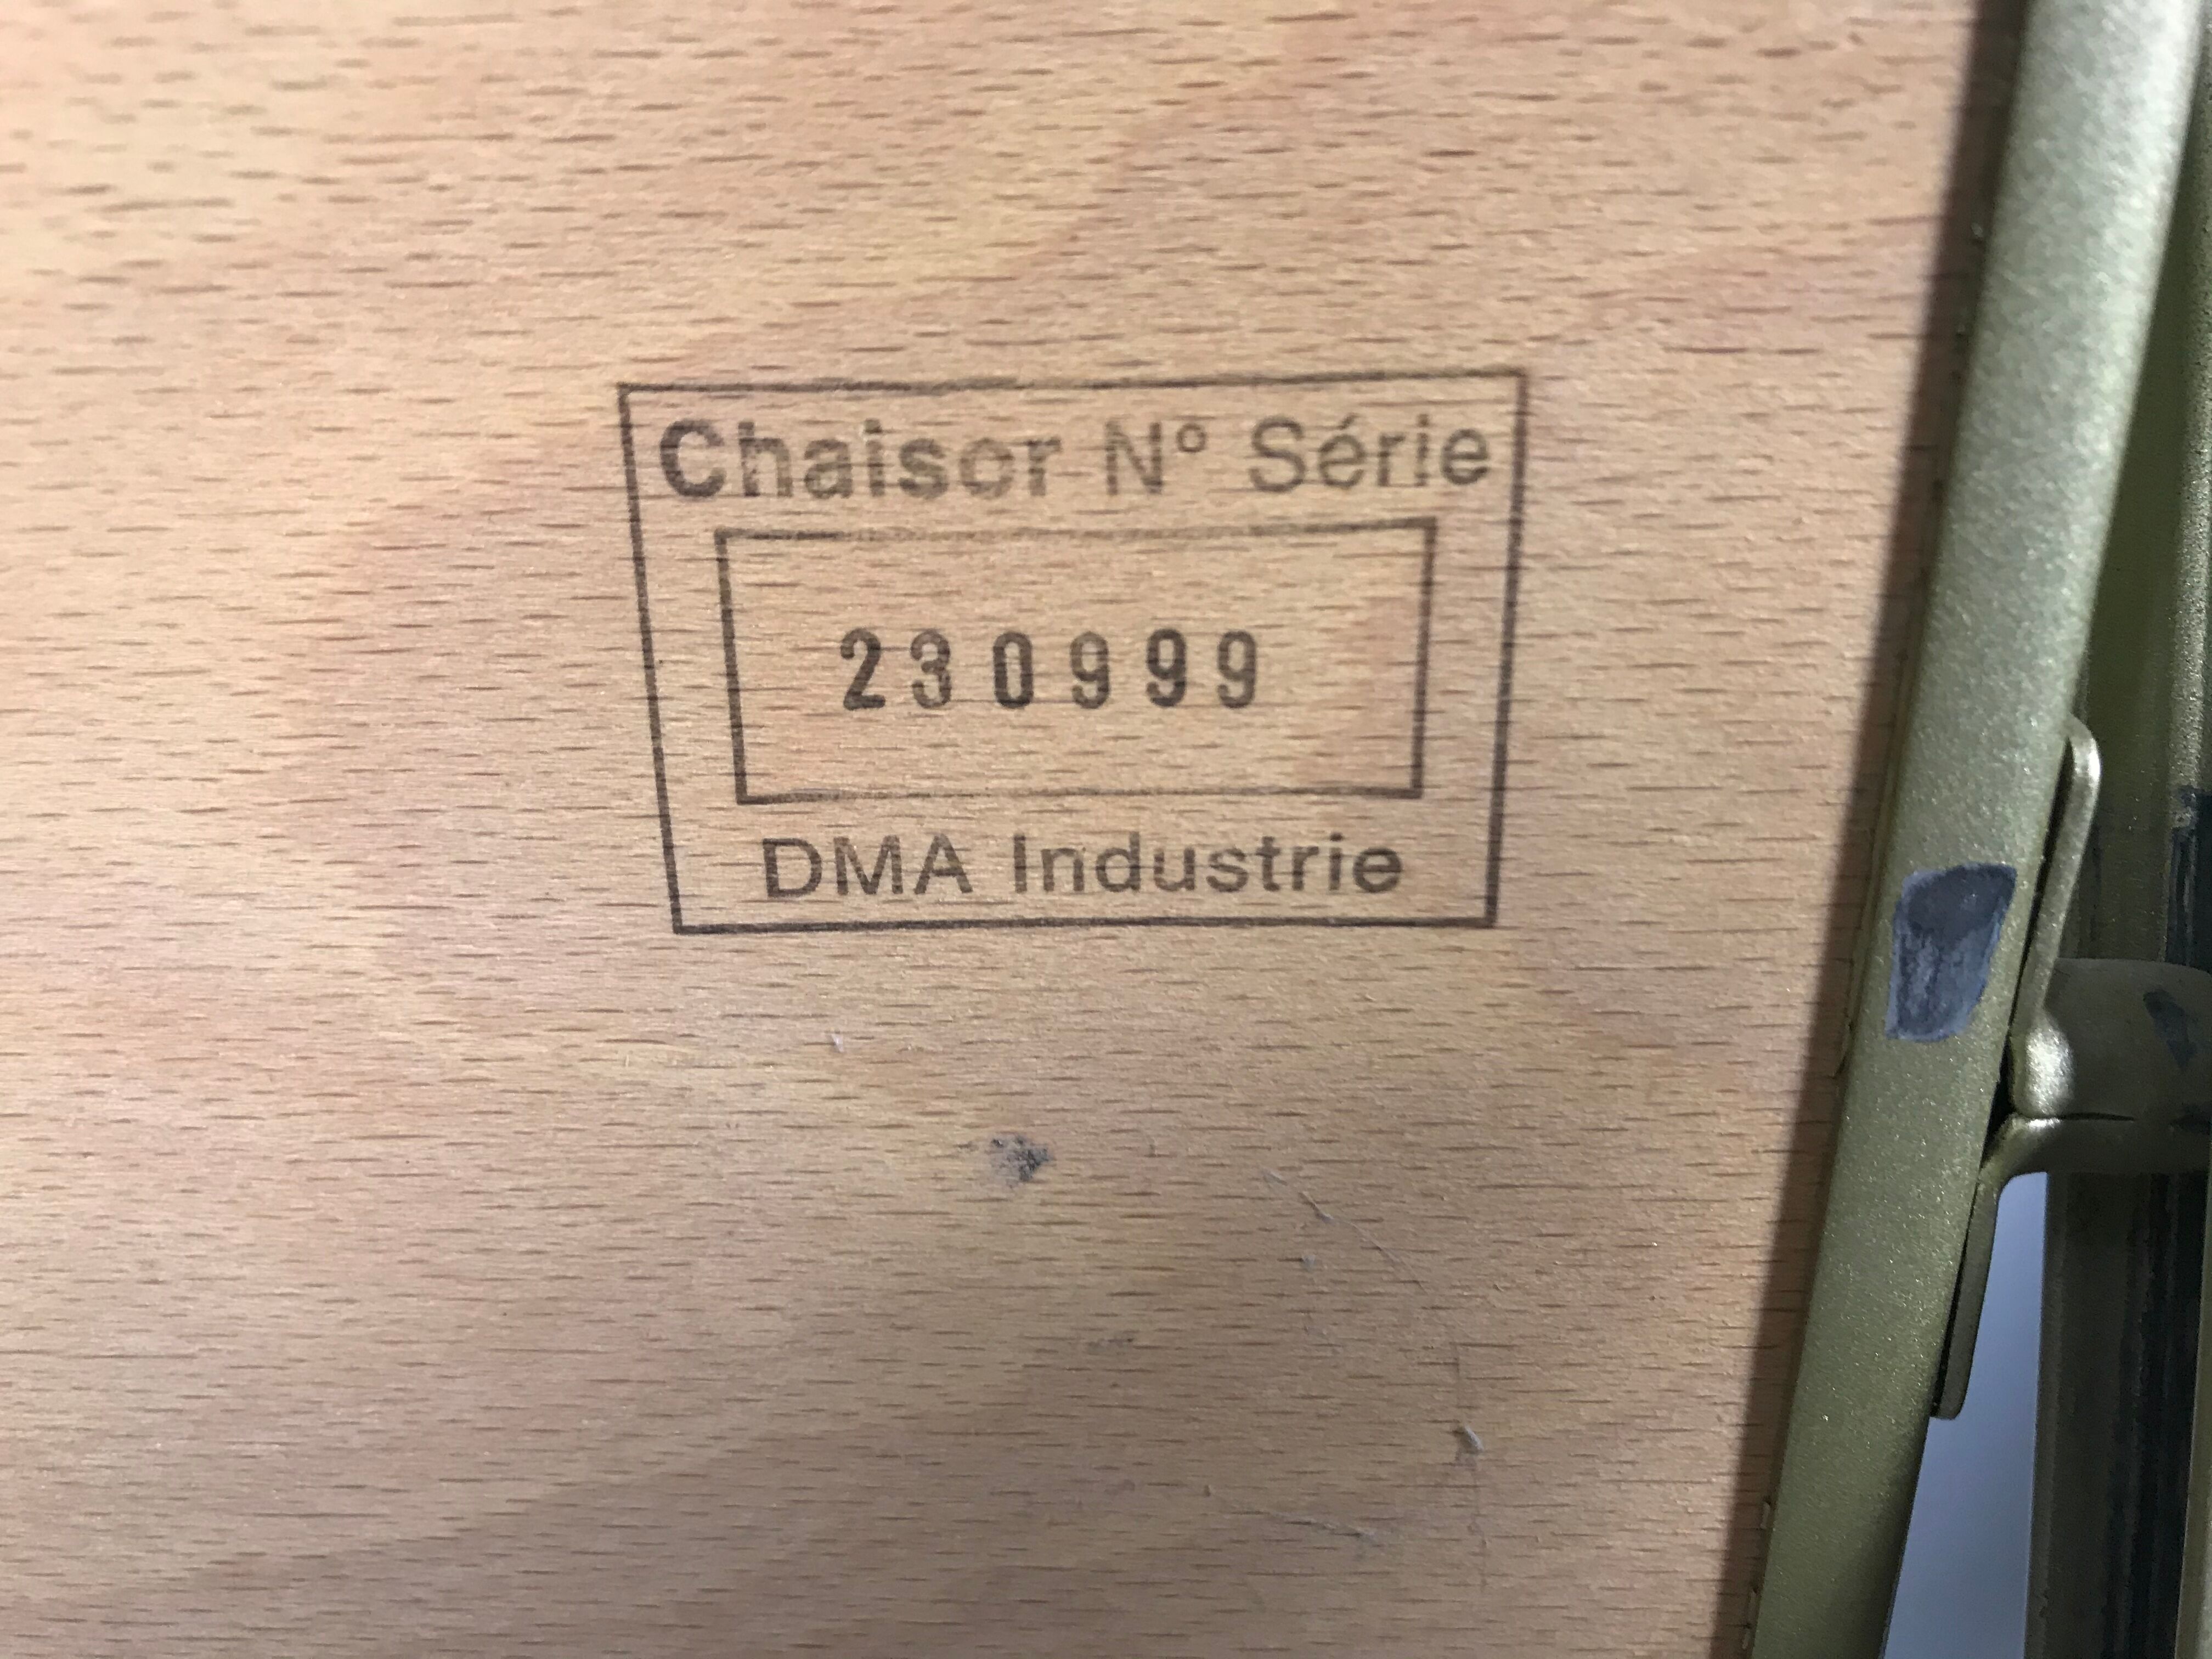 Chaisor N° Série
230999
DMA Industrie